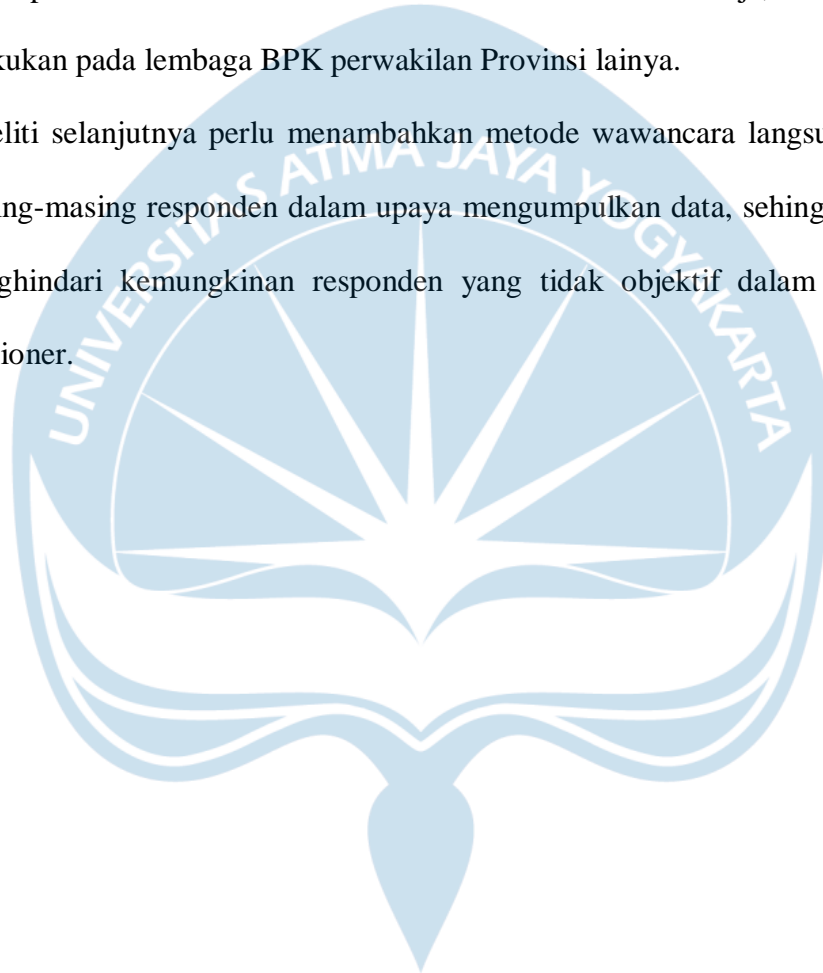 kukan pada lembaga BPK perwakilan Provinsi lainya.
eliti selanjutnya perlu menambahkan metode wawancara langsu
ing-masing responden dalam upaya mengumpulkan data, sehing
ghindari kemungkinan responden yang tidak objektif dalam
sioner.
UNIVERSITAS ATMA JAYA YOGYAKARTA